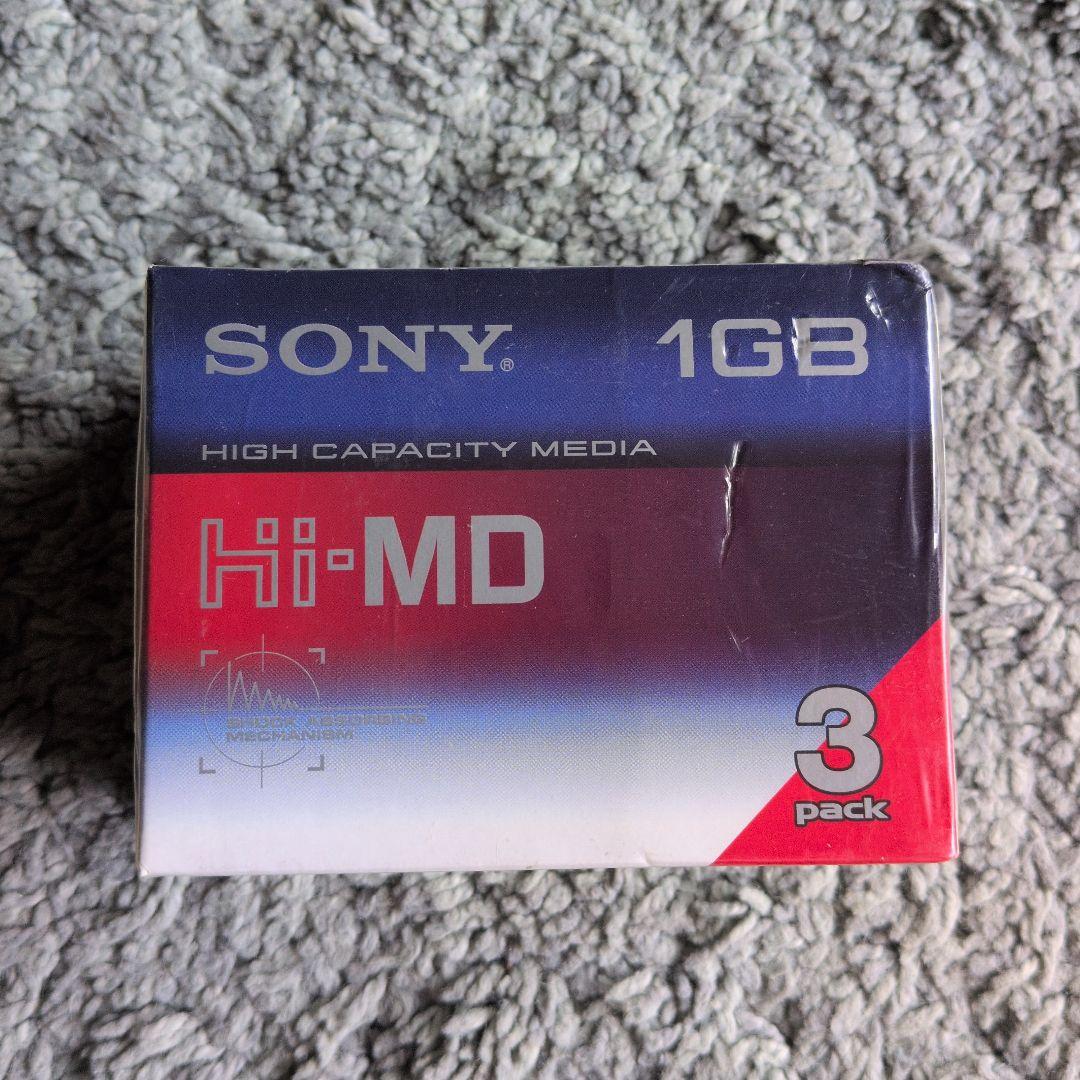 SONY® 1GB
HIGH CAPACITY MEDIA
Hi-MD
SHOCK ABSORBING
MECHANISM
3
pack